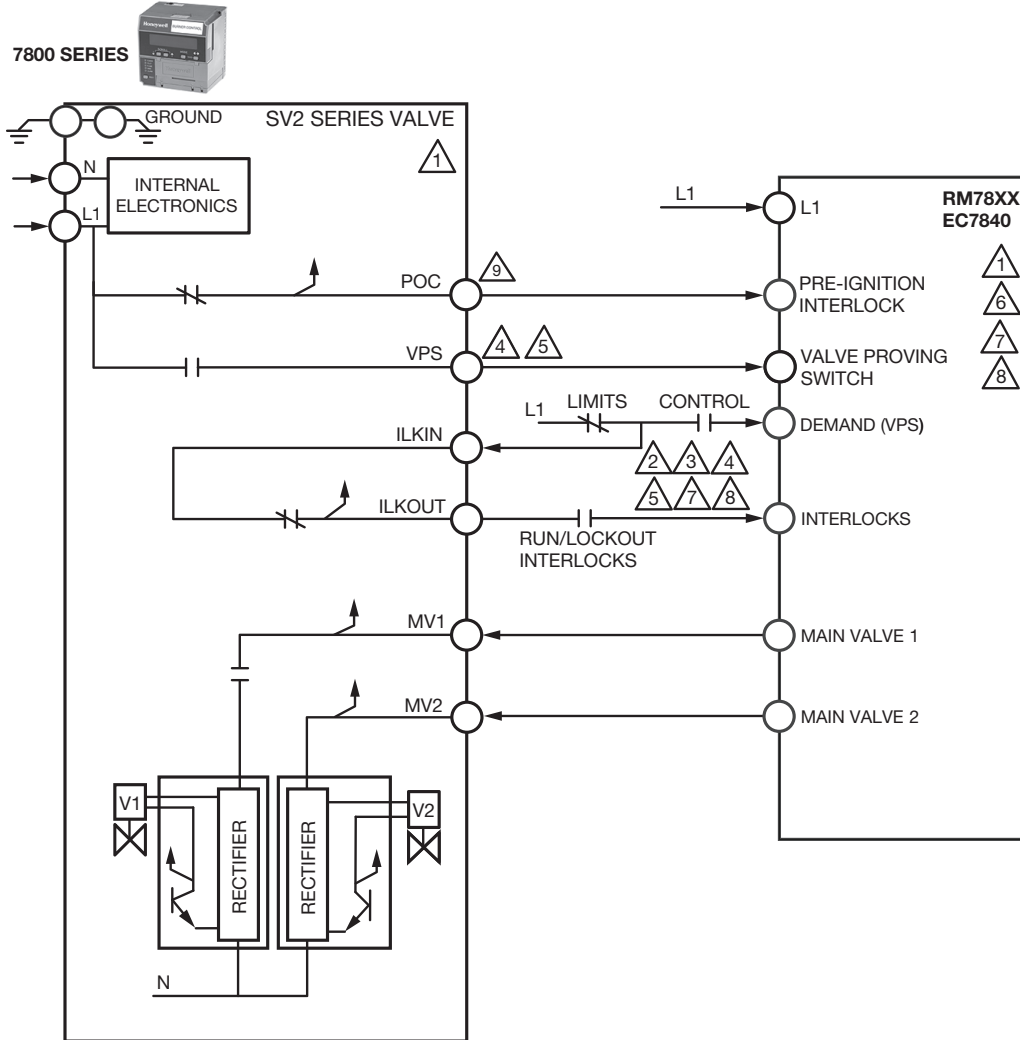 7800 SERIES
Honeywell
GROUND
SV2 SERIES VALVE
1
N
INTERNAL
ELECTRONICS
L1
L1
L1
RM78XX
EC7840
1
6
7
8
POC
9
PRE-IGNITION
INTERLOCK
VPS
4 5
VALVE PROVING
SWITCH
L1
LIMITS
CONTROL
DEMAND (VPS)
ILKIN
2 3 4
5 7 8
ILKOUT
INTERLOCKS
RUN/LOCKOUT
INTERLOCKS
MV1
MAIN VALVE 1
MV2
MAIN VALVE 2
V1
RECTIFIER
RECTIFIER
V2
N